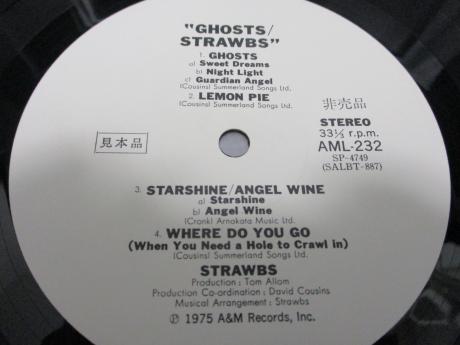 "GHOSTS/
STRAWBS"
1. GHOSTS
a) Sweet Dreams
b) Night Light
c) Guardian Angel
(Cousins) Summerland Songs Ltd.
2. LEMON PIE
(Cousins) Summerland Songs Ltd.
非売品
STEREO
33⅓ r.p.m.
AML-232
SP-4749
(SALBT-887)
見本品
3. STARSHINE/ANGEL WINE
a) Starshine
b) Angel Wine
(Cronk) Arnakata Music Ltd.
4. WHERE DO YOU GO
(When You Need a Hole to Crawl in)
(Cousins) Summerland Songs Ltd.
STRAWBS
Production : Tom Allom
Production Co-ordination : David Cousins
Musical Arrangement : Strawbs
℗ 1975 A&M Records, Inc.